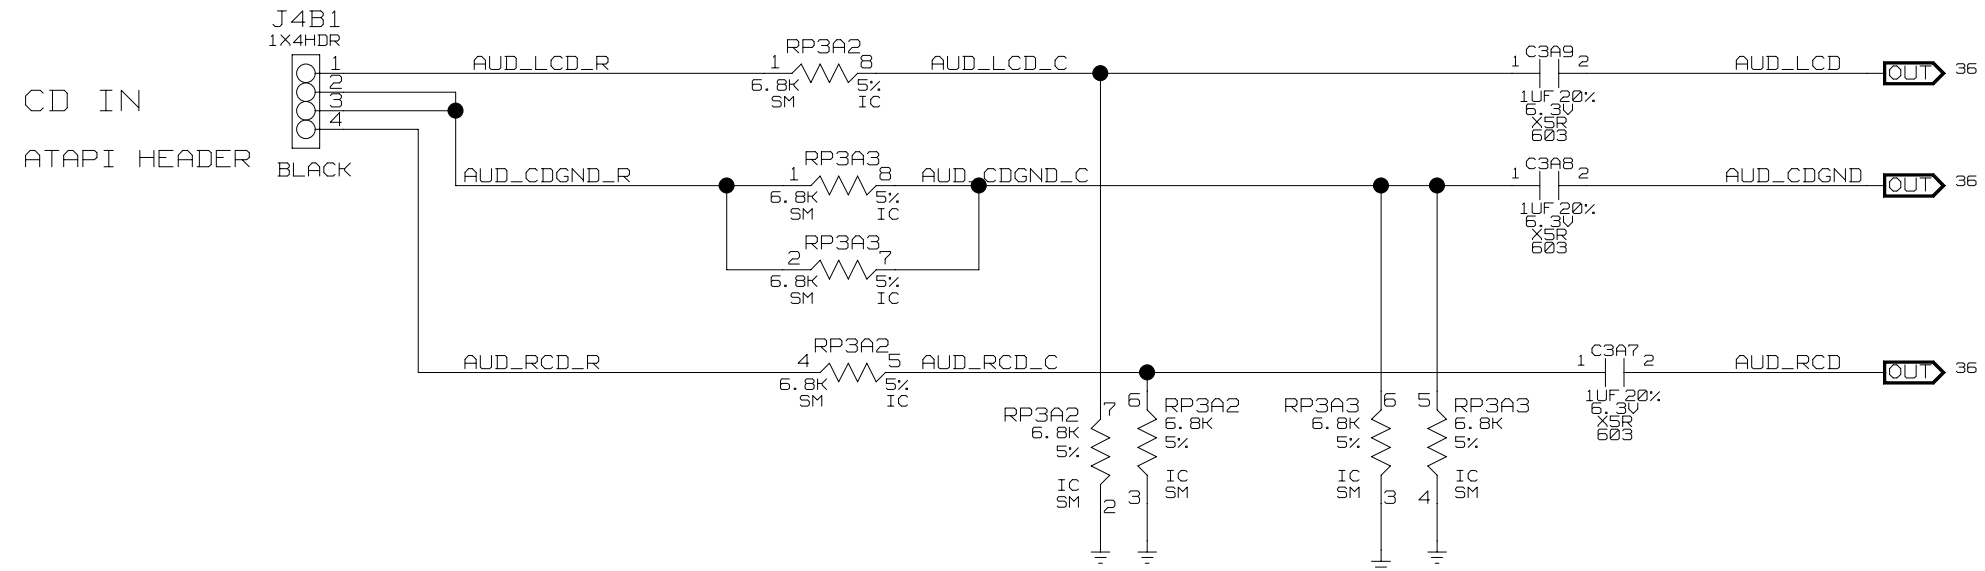 J4B1
1X4HDR
1
2
3
4
CD IN
ATAPI HEADER
BLACK
AUD_LCD_R
RP3A2
1
8
6.8K
5%
SM
IC
AUD_LCD_C
C3A9
1
2
1UF 20%
6.3V
X5R
603
AUD_LCD
OUT
36
AUD_CDGND_R
RP3A3
1
8
6.8K
5%
SM
IC
AUD_CDGND_C
C3A8
1
2
1UF 20%
6.3V
X5R
603
AUD_CDGND
OUT
36
RP3A3
2
7
6.8K
5%
SM
IC
AUD_RCD_R
RP3A2
4
5
6.8K
5%
SM
IC
AUD_RCD_C
C3A7
1
2
1UF 20%
6.3V
X5R
603
AUD_RCD
OUT
36
7
RP3A2
6.8K
5%
IC
SM
2
6
RP3A2
6.8K
5%
IC
SM
3
RP3A3
6
6.8K
5%
IC
SM
3
5
RP3A3
6.8K
5%
IC
SM
4